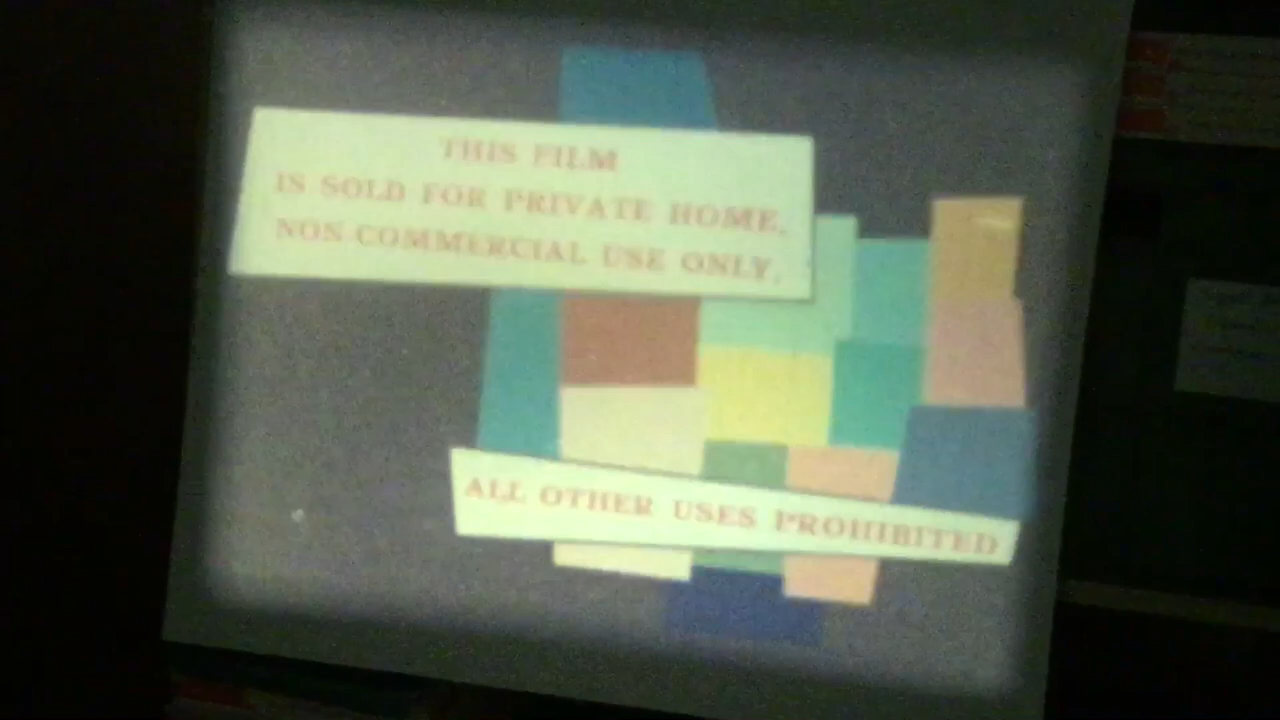 THIS FILM
IS SOLD FOR PRIVATE HOME,
NON-COMMERCIAL USE ONLY.
ALL OTHER USES PROHIBITED